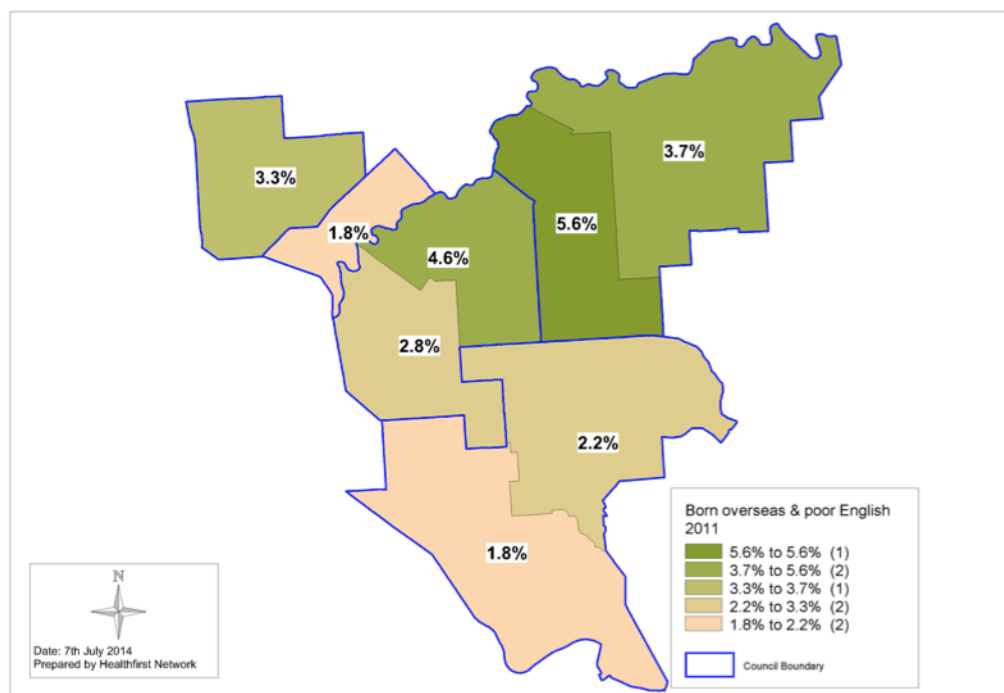 3.7%
3.3%
5.6%
1.8%
4.6%
2.8%
2.2%
1.8%
Born overseas & poor English
2011
5.6% to 5.6% (1)
3.7% to 5.6% (2)
3.3% to 3.7% (1)
2.2% to 3.3% (2)
1.8% to 2.2% (2)
Council Boundary
N
Date: 7th July 2014
Prepared by Healthfirst Network